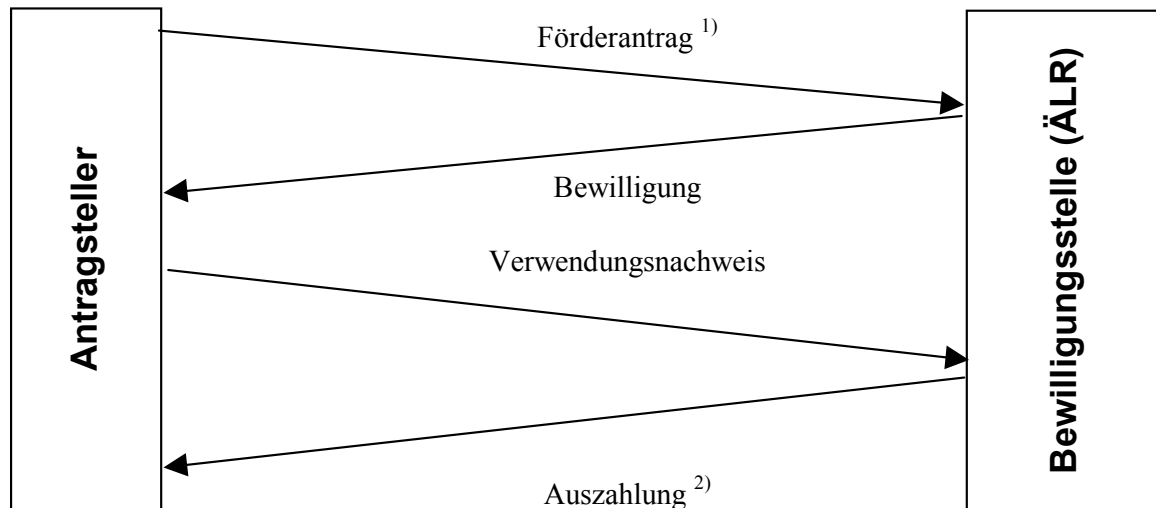 Antragsteller
Förderantrag 1)
Bewilligung
Verwendungsnachweis
Auszahlung 2)
Bewilligungsstelle (ÄLR)